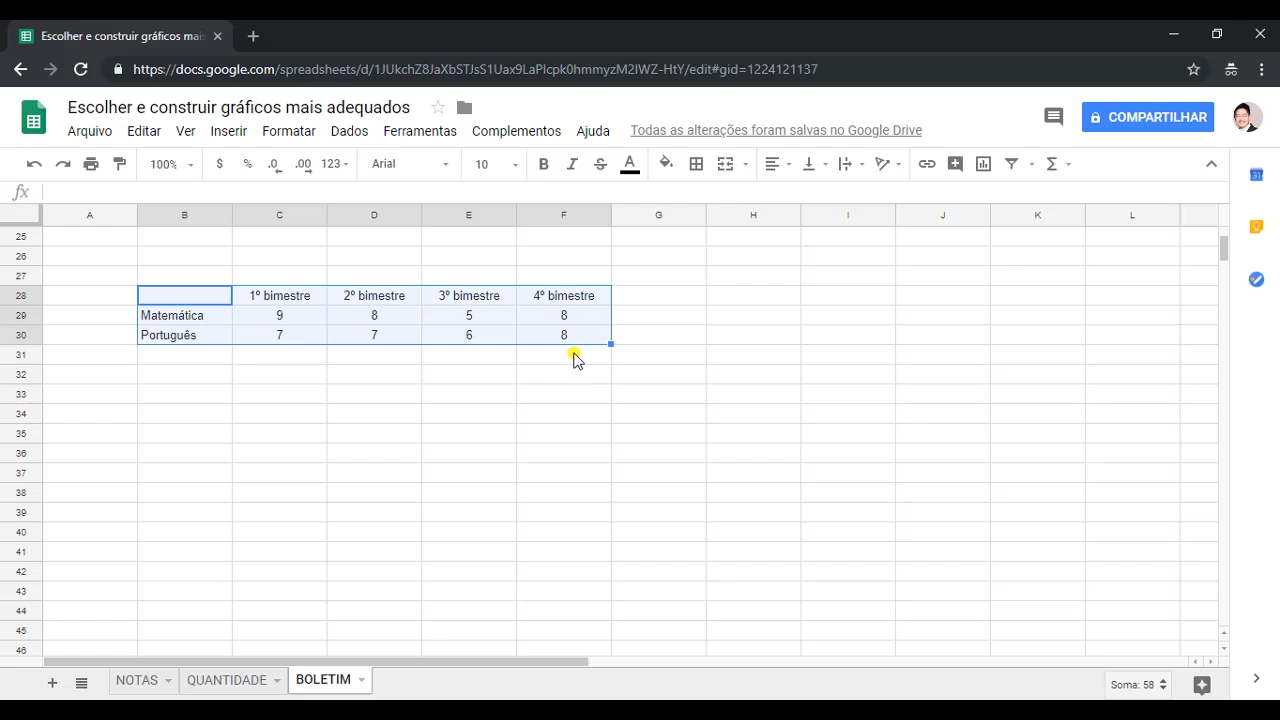 Escolher e construir gráficos mais
https://docs.google.com/spreadsheets/d/1JUkchZ8JaXbSTJsS1Uax9LaPIcpk0hmmyzM2IWZ-HtY/edit#gid=1224121137
Escolher e construir gráficos mais adequados
COMPARTILHAR
Arquivo Editar Ver Inserir Formatar Dados Ferramentas Complementos Ajuda Todas as alterações foram salvas no Google Drive
100% $ % .0 .00 123 Arial 10 B I S A Σ
31
fx
A B C D E F G H I J K L
25
26
27
28 1º bimestre 2º bimestre 3º bimestre 4º bimestre
29 Matemática 9 8 5 8
30 Português 7 7 6 8
31
32
33
34
35
36
37
38
39
40
41
42
43
44
45
46
NOTAS QUANTIDADE BOLETIM Soma: 58